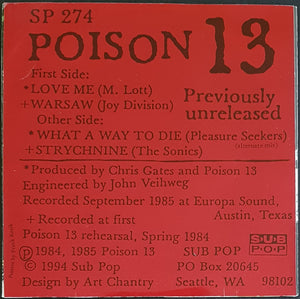 SP 274
POISON 13
First Side:
*LOVE ME (M. Lott)
+WARSAW (Joy Division)
Previously
unreleased
Other Side:
*WHAT A WAY TO DIE (Pleasure Seekers)
(alternate mix)
+STRYCHNINE (The Sonics)
*Produced by Chris Gates and Poison 13
Engineered by John Veihweg
Recorded September 1985 at Europa Sound,
Austin, Texas
+Recorded at first
Poison 13 rehearsal, Spring 1984
SUB
POP
℗ 1984, 1985 Poison 13
© 1994 Sub Pop
SUB POP
PO Box 20645
Design by Art Chantry
Seattle, WA 98102